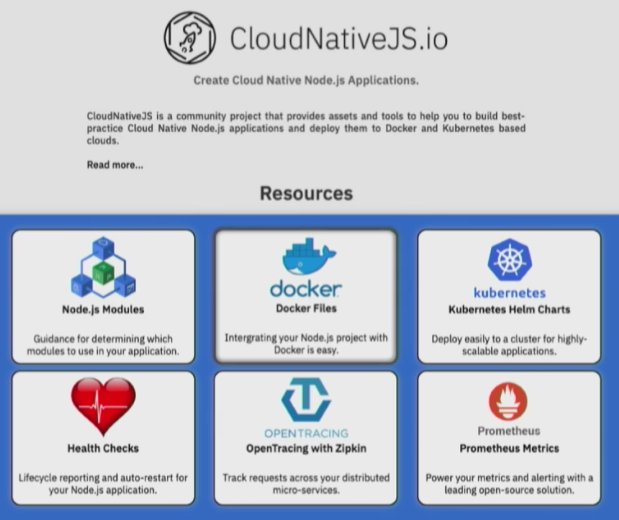 CloudNativeJS.io
Create Cloud Native Node.js Applications.
CloudNativeJS is a community project that provides assets and tools to help you to build best-
practice Cloud Native Node.js applications and deploy them to Docker and Kubernetes based
clouds.
Read more...
Resources
Node.js Modules
Guidance for determining which
modules to use in your application.
docker
Docker Files
Intergrating your Node.js project with
Docker is easy.
kubernetes
Kubernetes Helm Charts
Deploy easily to a cluster for highly-
scalable applications.
Health Checks
Lifecycle reporting and auto-restart for
your Node.js application.
OPENTRACING
OpenTracing with Zipkin
Track requests across your distributed
micro-services.
Prometheus
Prometheus Metrics
Power your metrics and alerting with a
leading open-source solution.